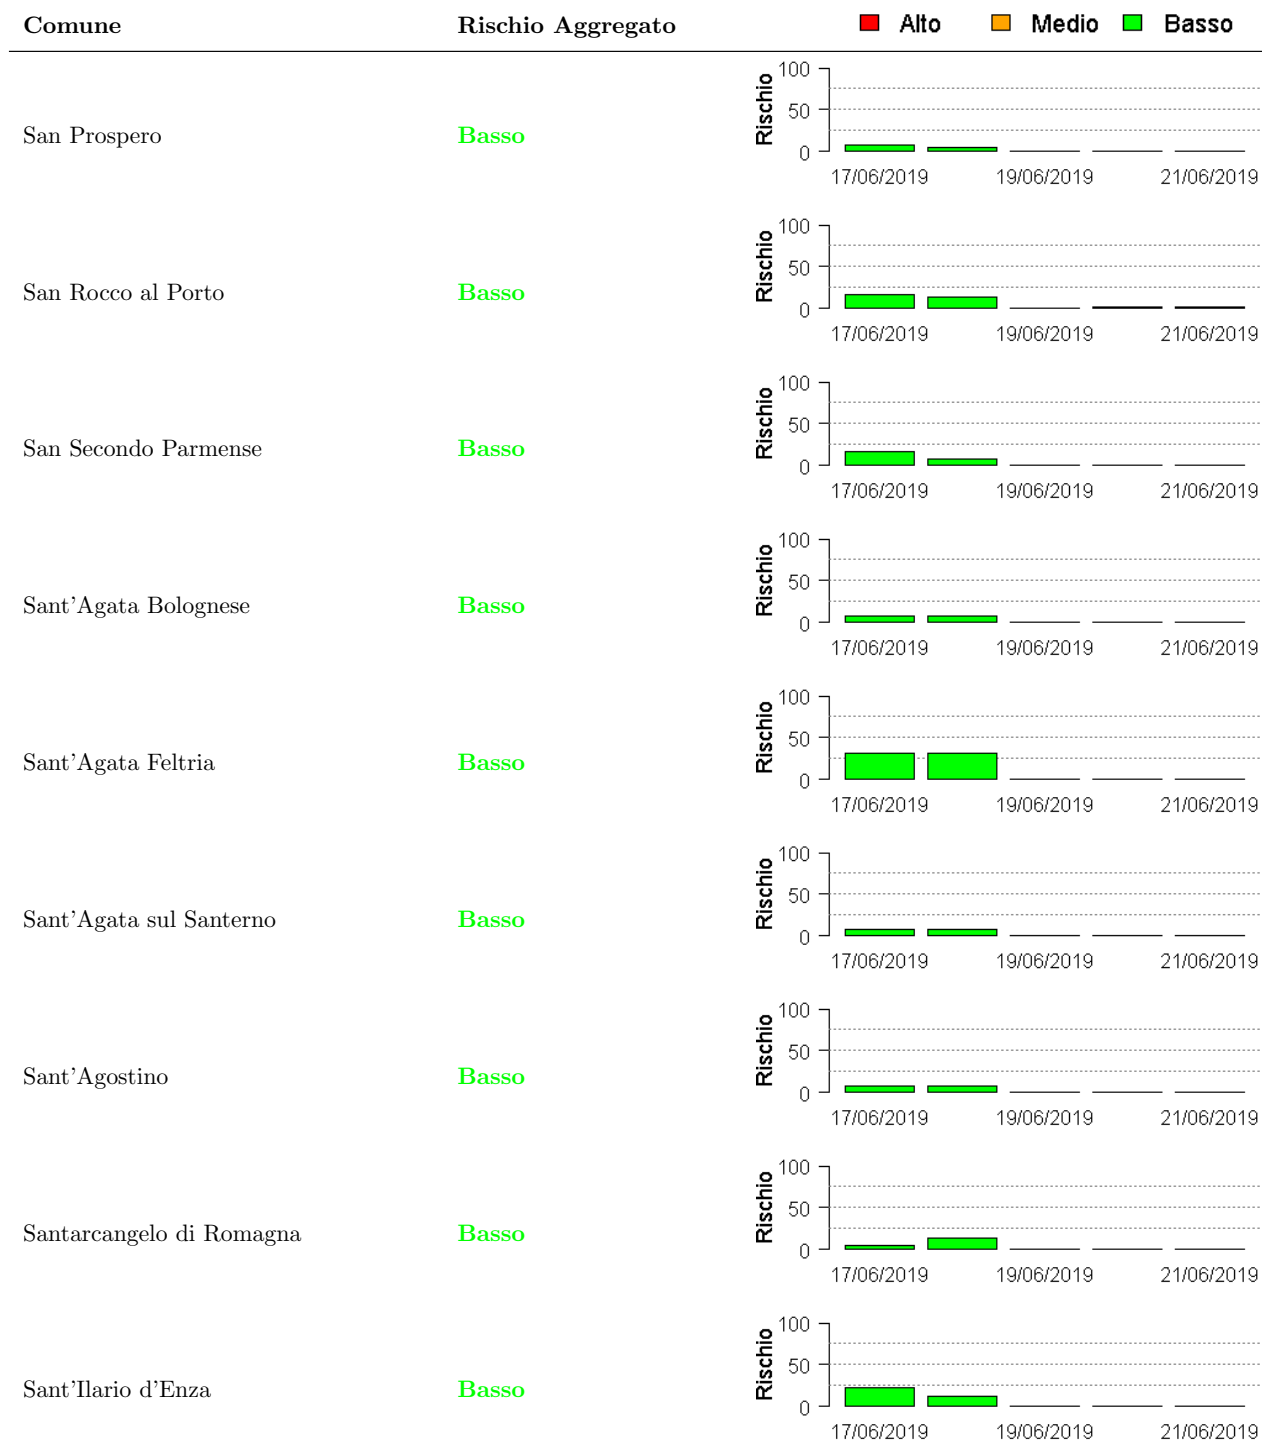 Comune Rischio Aggregato Alto Medio Basso
San Prospero Basso Rischio 100 50 0
17/06/2019 19/06/2019 21/06/2019
San Rocco al Porto Basso Rischio 100 50 0
17/06/2019 19/06/2019 21/06/2019
San Secondo Parmense Basso Rischio 100 50 0
17/06/2019 19/06/2019 21/06/2019
Sant'Agata Bolognese Basso Rischio 100 50 0
17/06/2019 19/06/2019 21/06/2019
Sant'Agata Feltria Basso Rischio 100 50 0
17/06/2019 19/06/2019 21/06/2019
Sant'Agata sul Santerno Basso Rischio 100 50 0
17/06/2019 19/06/2019 21/06/2019
Sant'Agostino Basso Rischio 100 50 0
17/06/2019 19/06/2019 21/06/2019
Santarcangelo di Romagna Basso Rischio 100 50 0
17/06/2019 19/06/2019 21/06/2019
Sant'Ilario d'Enza Basso Rischio 100 50 0
17/06/2019 19/06/2019 21/06/2019